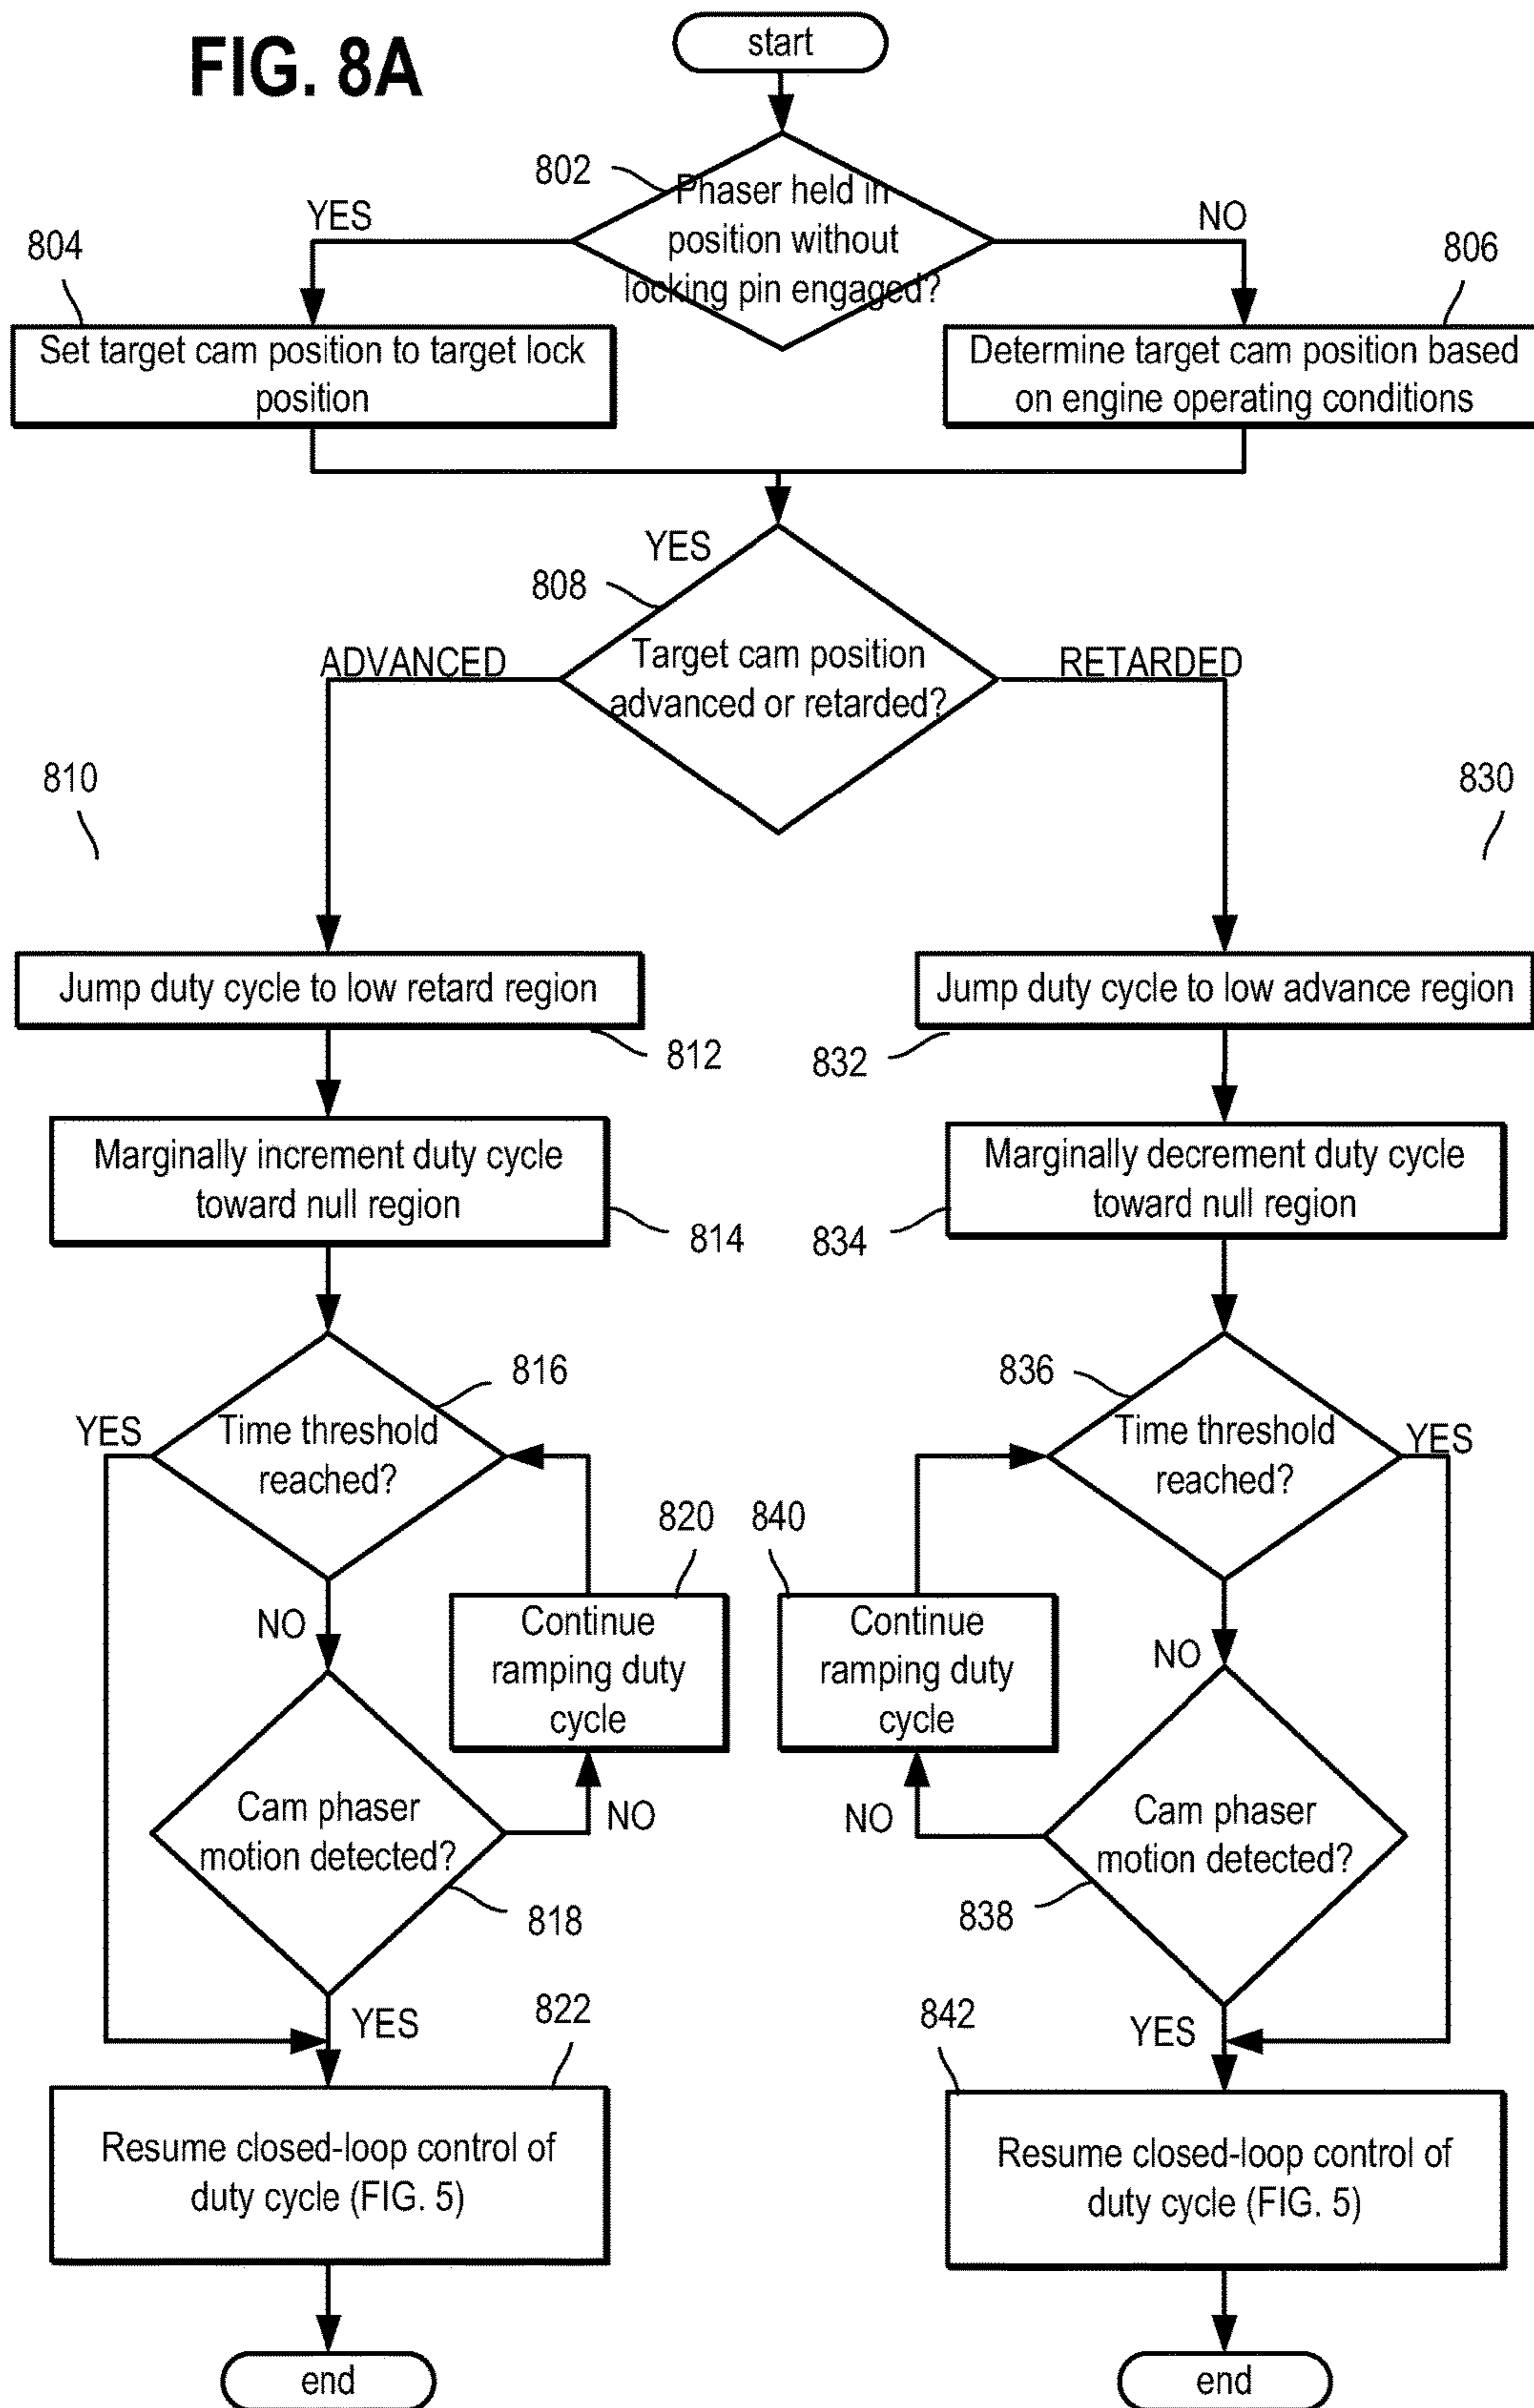 FIG. 8A
start
802
Phaser held in
position without
locking pin engaged?
YES
NO
804
806
Set target cam position to target lock
position
Determine target cam position based
on engine operating conditions
YES
808
Target cam position
advanced or retarded?
ADVANCED
RETARDED
810
830
Jump duty cycle to low retard region
812
Jump duty cycle to low advance region
832
Marginally increment duty cycle
toward null region
814
Marginally decrement duty cycle
toward null region
834
816
Time threshold
reached?
YES
NO
820
Continue
ramping duty
cycle
Cam phaser
motion detected?
NO
818
YES
822
Resume closed-loop control of
duty cycle (FIG. 5)
end
836
Time threshold
reached?
YES
NO
840
Continue
ramping duty
cycle
Cam phaser
motion detected?
NO
838
YES
842
Resume closed-loop control of
duty cycle (FIG. 5)
end